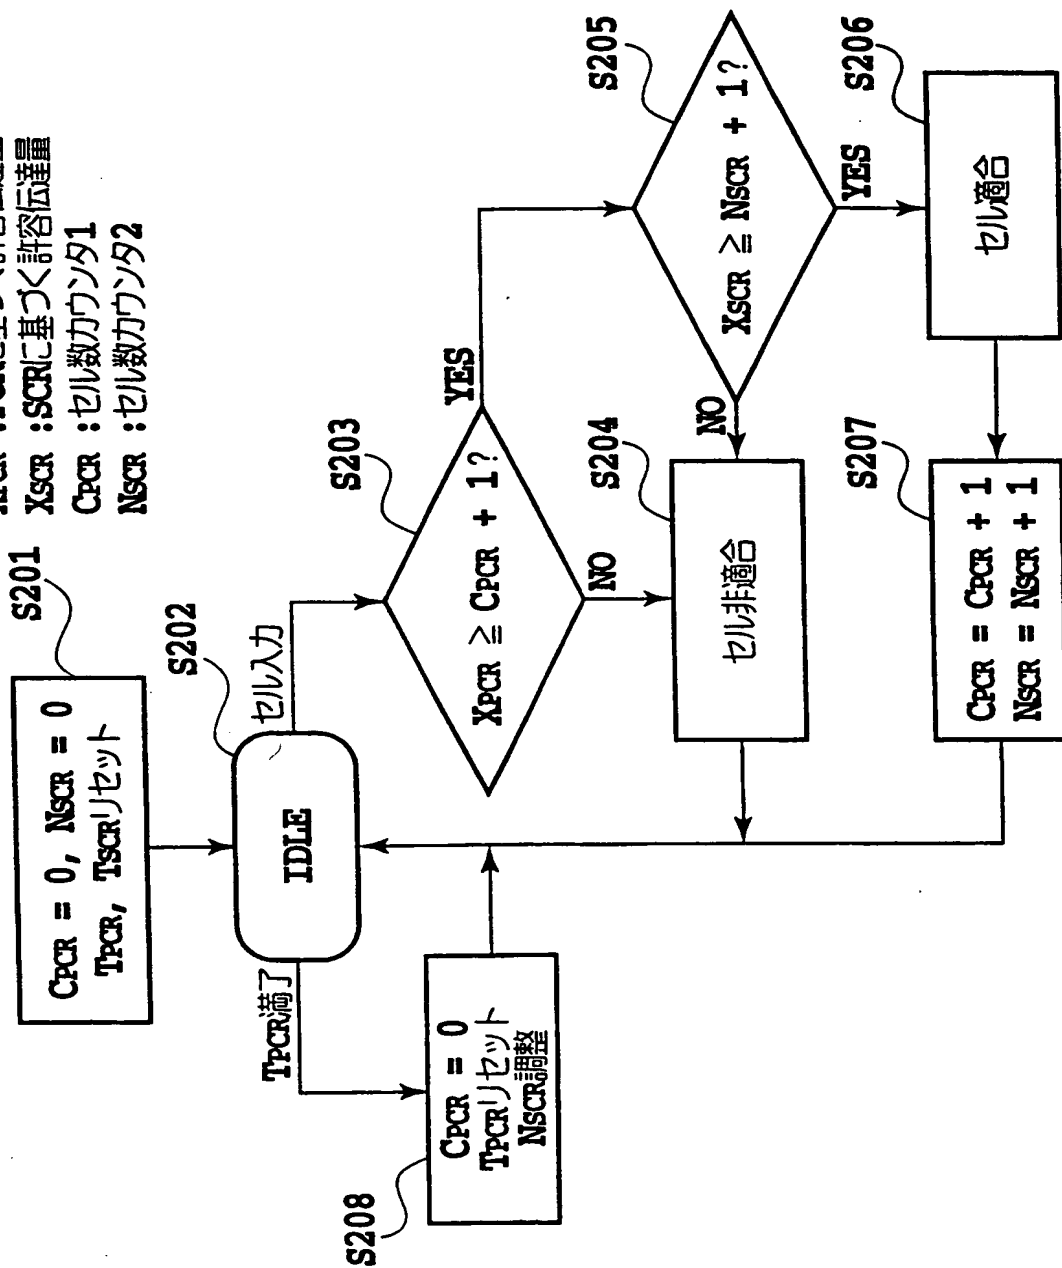 XSCR :SCRに基づく許容伝達量
CPCR :セル数カウンタ1
NSCR :セル数カウンタ2
S201
CPCR = 0, NSCR = 0
TPCR, TSCRリセット
S202
IDLE
セル入力
TPCR満了
S208
CPCR = 0
TPCRリセット
NSCR調整
S203
XPCR ≧ CPCR + 1?
YES
NO
S204
セル非適合
S205
XSCR ≧ NSCR + 1?
NO
YES
S206
セル適合
S207
CPCR = CPCR + 1
NSCR = NSCR + 1